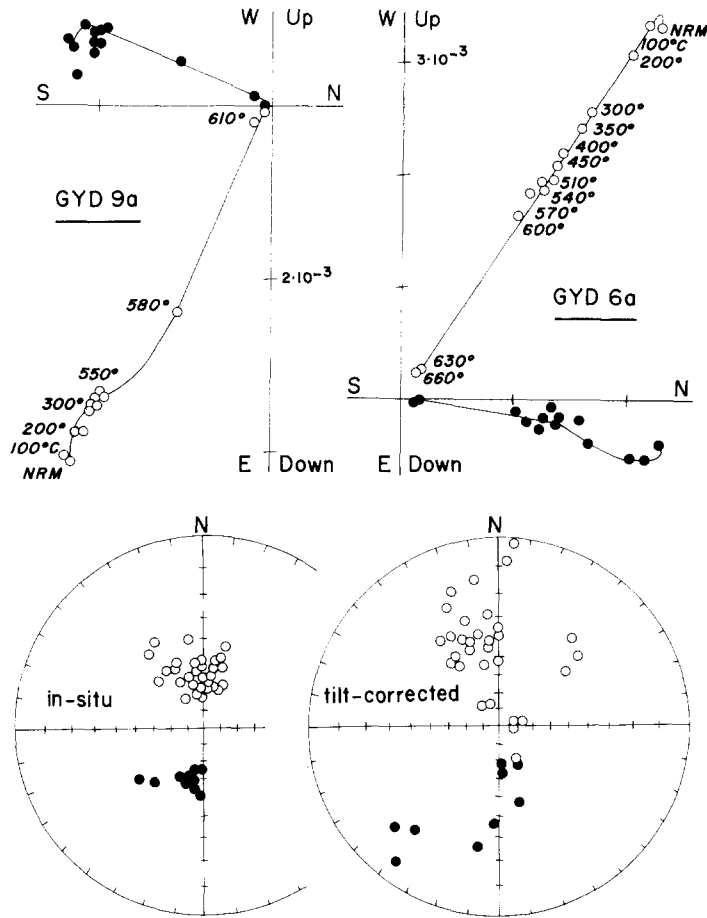 W Up
S N
610°
GYD 9a
2·10⁻³
580°
550°
300°
200°
100°C
NRM
E Down
W Up
3·10⁻³
NRM
100°C
200°
300°
350°
400°
450°
510°
540°
570°
600°
GYD 6a
630°
660°
S N
E Down
N
in-situ
N
tilt-corrected